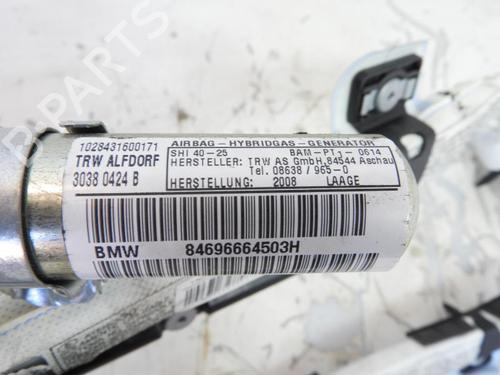 B PARTS
1028431600171
TRW ALFDORF
3038 0424 B
AIRBAG - HYBRIDGAS - GENERATOR
SHI 40-25 BAM-PT1- 0614
HERSTELLER: TRW AS GmbH,84544 Aschau
Tel. 08638 / 965-0
HERSTELLUNG: 2008 LAAGE
BMW 84696664503H